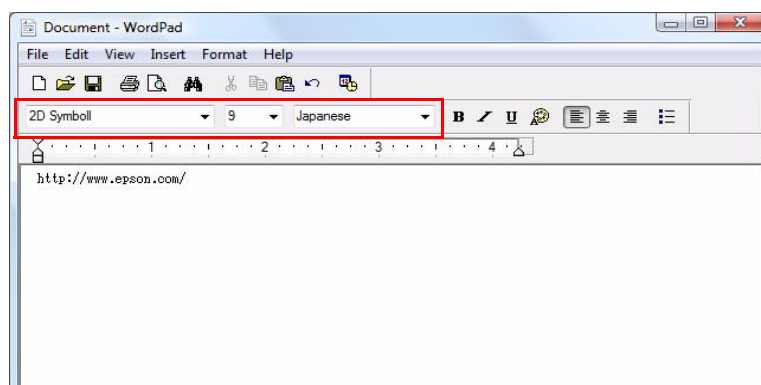 Document - WordPad
File Edit View Insert Format Help
2D Symboll 9 Japanese B U
1 2 3 4
http://www.epson.com/